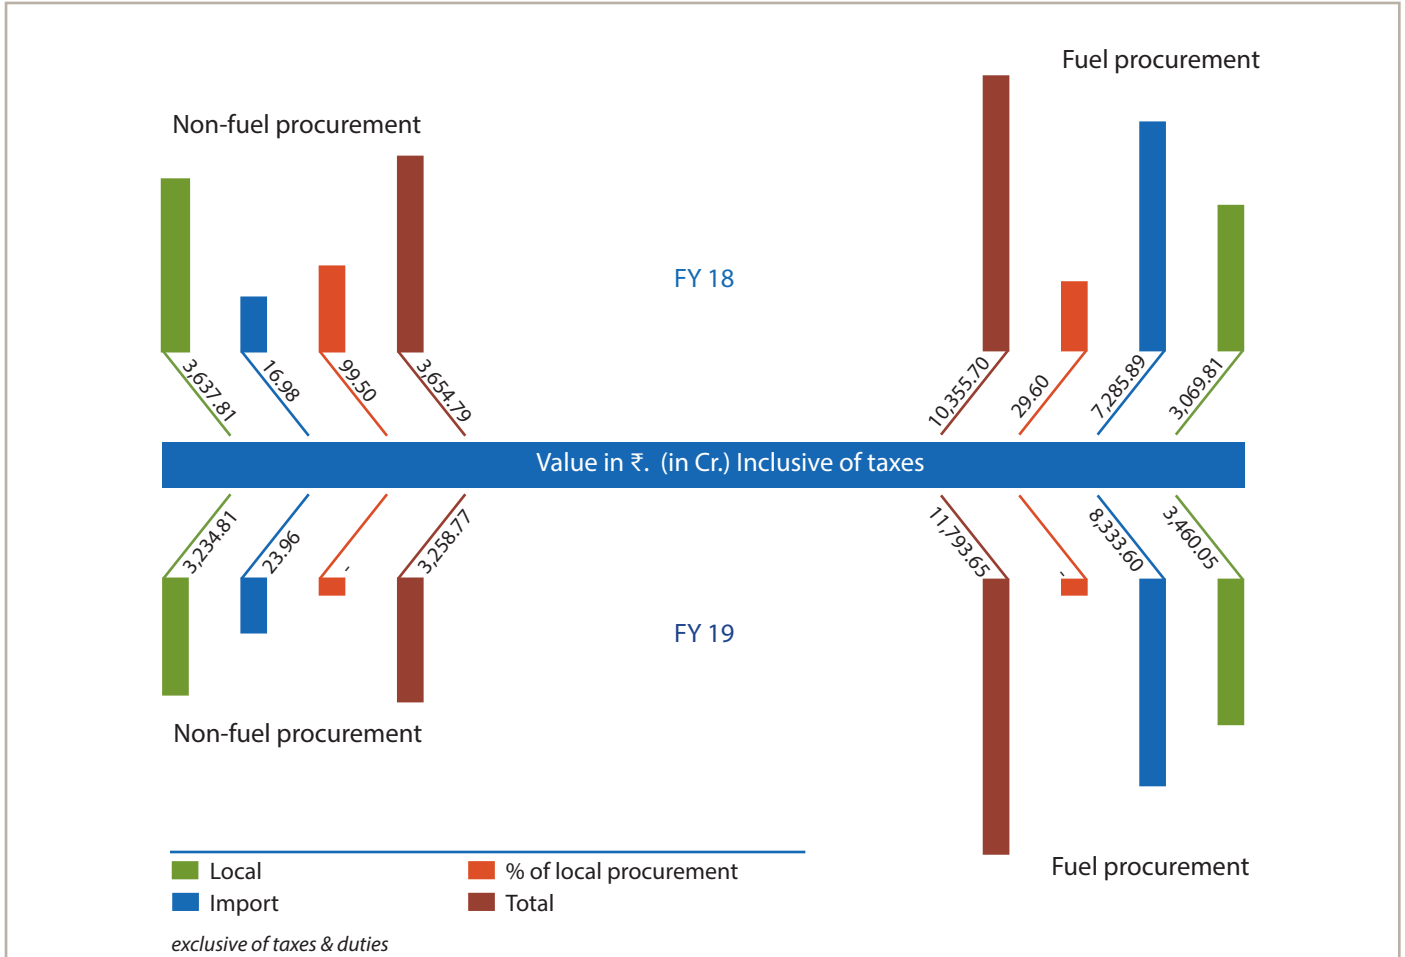 Fuel procurement
Non-fuel procurement
FY 18
3,637.81
16.98
99.50
3,654.79
10,355.70
29.60
7,285.89
3,069.81
Value in ₹. (in Cr.) Inclusive of taxes
3,234.81
23.96
-
3,258.77
11,793.65
-
8,333.60
3,460.05
FY 19
Non-fuel procurement
Fuel procurement
Local
% of local procurement
Import
Total
exclusive of taxes & duties